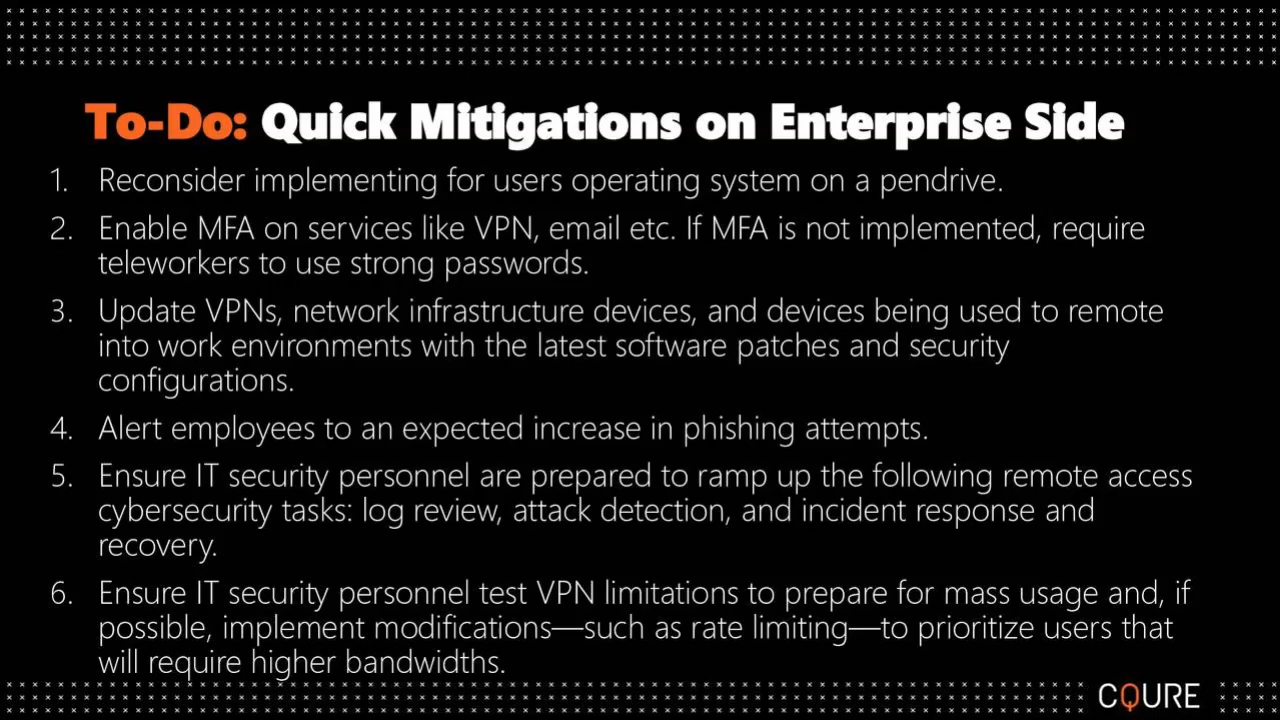 To-Do: Quick Mitigations on Enterprise Side
1. Reconsider implementing for users operating system on a pendrive.
2. Enable MFA on services like VPN, email etc. If MFA is not implemented, require
teleworkers to use strong passwords.
3. Update VPNs, network infrastructure devices, and devices being used to remote
into work environments with the latest software patches and security
configurations.
4. Alert employees to an expected increase in phishing attempts.
5. Ensure IT security personnel are prepared to ramp up the following remote access
cybersecurity tasks: log review, attack detection, and incident response and
recovery.
6. Ensure IT security personnel test VPN limitations to prepare for mass usage and, if
possible, implement modifications—such as rate limiting—to prioritize users that
will require higher bandwidths.
CQURE